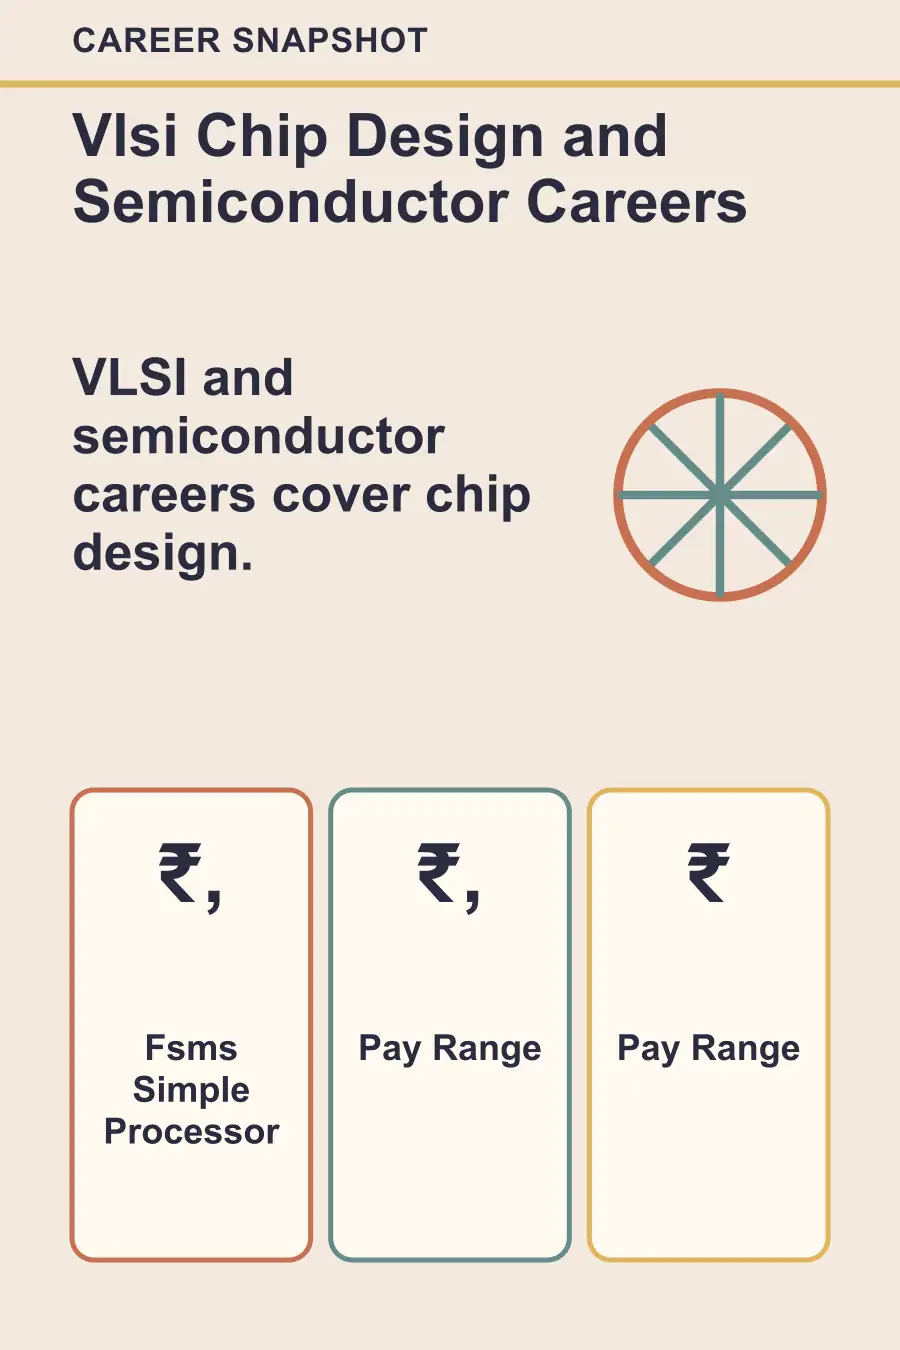 CAREER SNAPSHOT
Vlsi Chip Design and
Semiconductor Careers
VLSI and
semiconductor
careers cover chip
design.
₹,
Fsms
Simple
Processor
₹,
Pay Range
₹
Pay Range